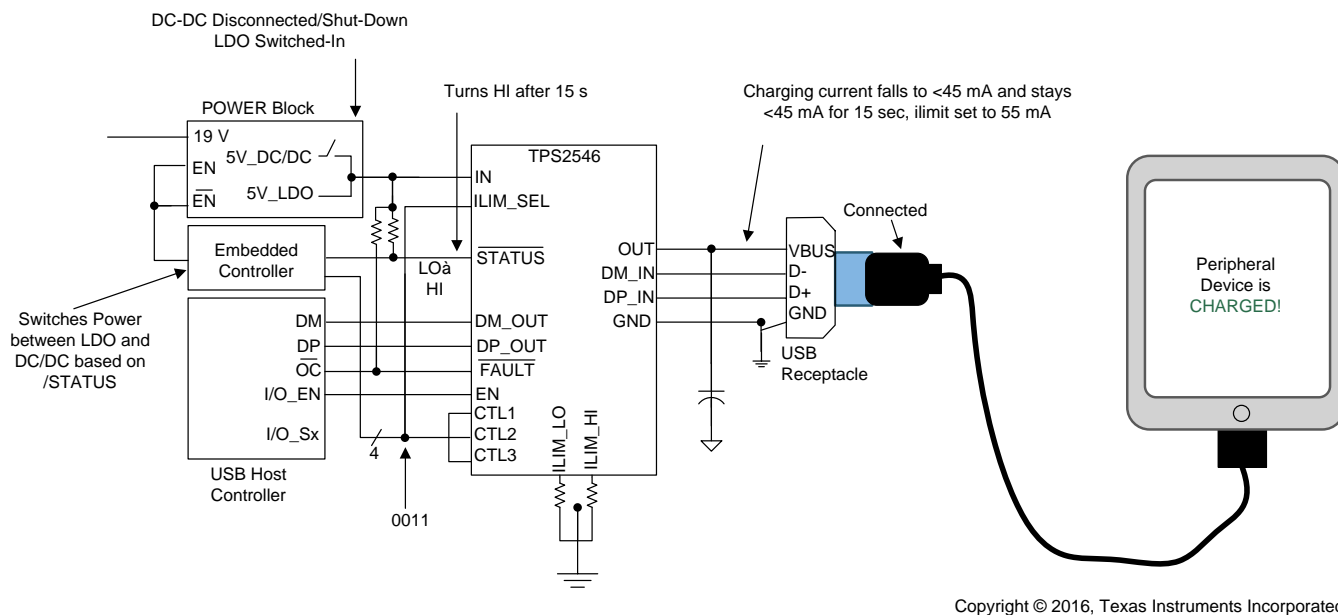 DC-DC Disconnected/Shut-Down
LDO Switched-In
Turns HI after 15 s
Charging current falls to <45 mA and stays
<45 mA for 15 sec, ilimit set to 55 mA
POWER Block
19 V
5V_DC/DC
EN
5V_LDO
EN
TPS2546
IN
ILIM_SEL
STATUS
LOà
HI
Embedded
Controller
OUT
DM_IN
DP_IN
GND
VBUS
D-
D+
GND
Connected
USB
Receptacle
Peripheral
Device is
CHARGED!
Switches Power
between LDO and
DC/DC based on
/STATUS
DM
DP
OC
I/O_EN
I/O_Sx
USB Host
Controller
DM_OUT
DP_OUT
FAULT
EN
CTL1
CTL2
CTL3
4
0011
ILIM_LO
ILIM_HI
Copyright © 2016, Texas Instruments Incorporated